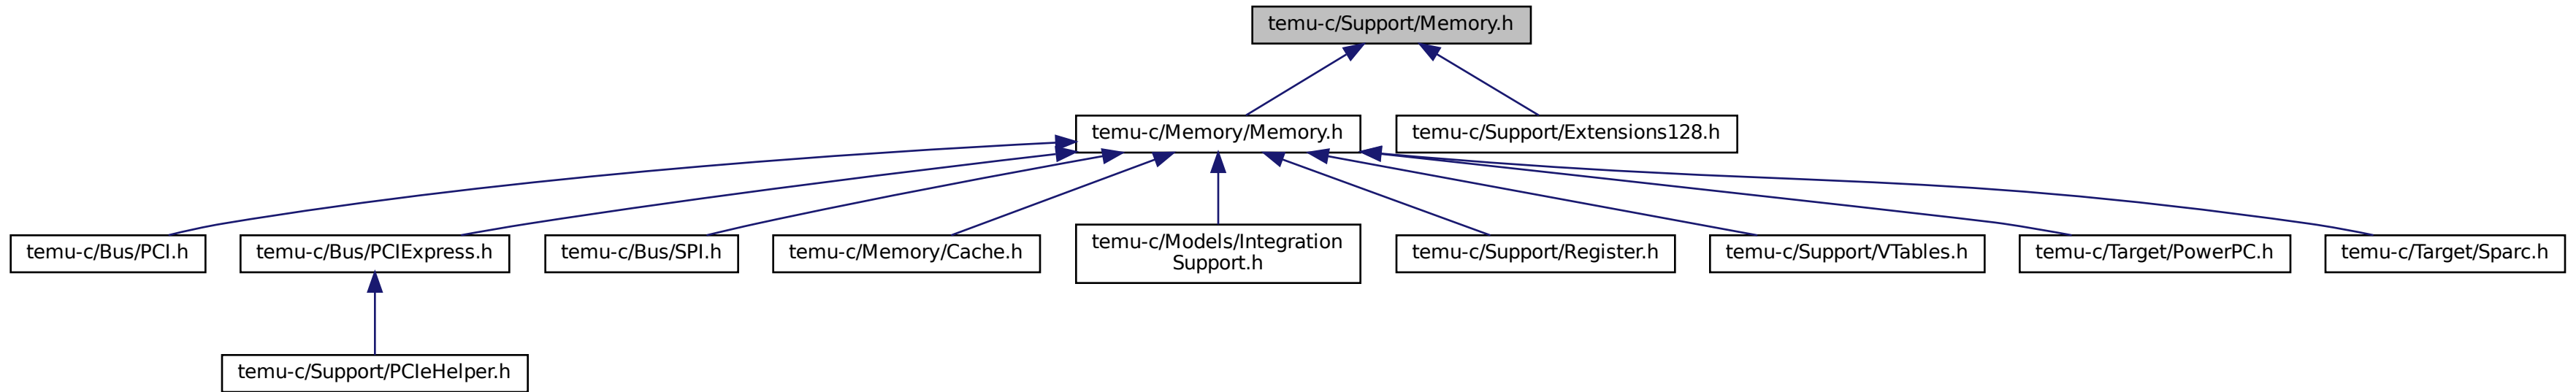 temu-c/Support/Memory.h
temu-c/Memory/Memory.h
temu-c/Support/Extensions128.h
temu-c/Bus/PCI.h
temu-c/Bus/PCIExpress.h
temu-c/Bus/SPI.h
temu-c/Memory/Cache.h
temu-c/Models/Integration
Support.h
temu-c/Support/Register.h
temu-c/Support/VTables.h
temu-c/Target/PowerPC.h
temu-c/Target/Sparc.h
temu-c/Support/PCIeHelper.h